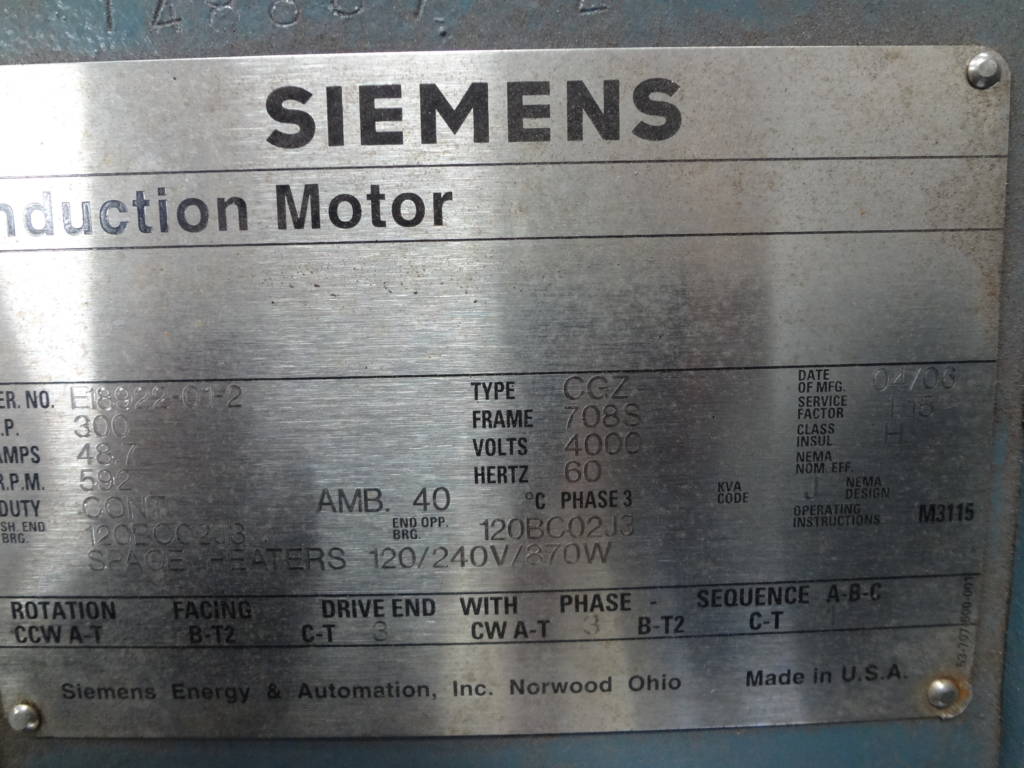 SIEMENS
nduction Motor
ER. NO. E18922-01-2 TYPE CGZ DATE OF MFG. 04/06
.P. 300 FRAME 708S SERVICE FACTOR
AMPS 48.7 VOLTS 4000 CLASS INSUL H
R.P.M. 592 HERTZ 60 NEMA NOM. EFF.
DUTY CONT AMB. 40 °C PHASE 3 KVA CODE J NEMA DESIGN
SH. END BRG. 120BC02J3 END OPP. BRG. 120BC02J3 OPERATING INSTRUCTIONS M3115
SPACE HEATERS 120/240V/870W
ROTATION FACING DRIVE END WITH PHASE - SEQUENCE A-B-C
CCW A-T B-T2 C-T 3 CW A-T 3 B-T2 C-T 1
Siemens Energy & Automation, Inc. Norwood Ohio Made in U.S.A.